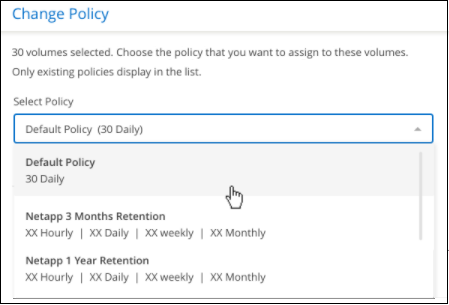 Change Policy
30 volumes selected. Choose the policy that you want to assign to these volumes.
Only existing policies display in the list.
Select Policy
Default Policy (30 Daily)
Default Policy
30 Daily
Netapp 3 Months Retention
XX Hourly | XX Daily | XX weekly | XX Monthly
Netapp 1 Year Retention
XX Hourly | XX Daily | XX weekly | XX Monthly